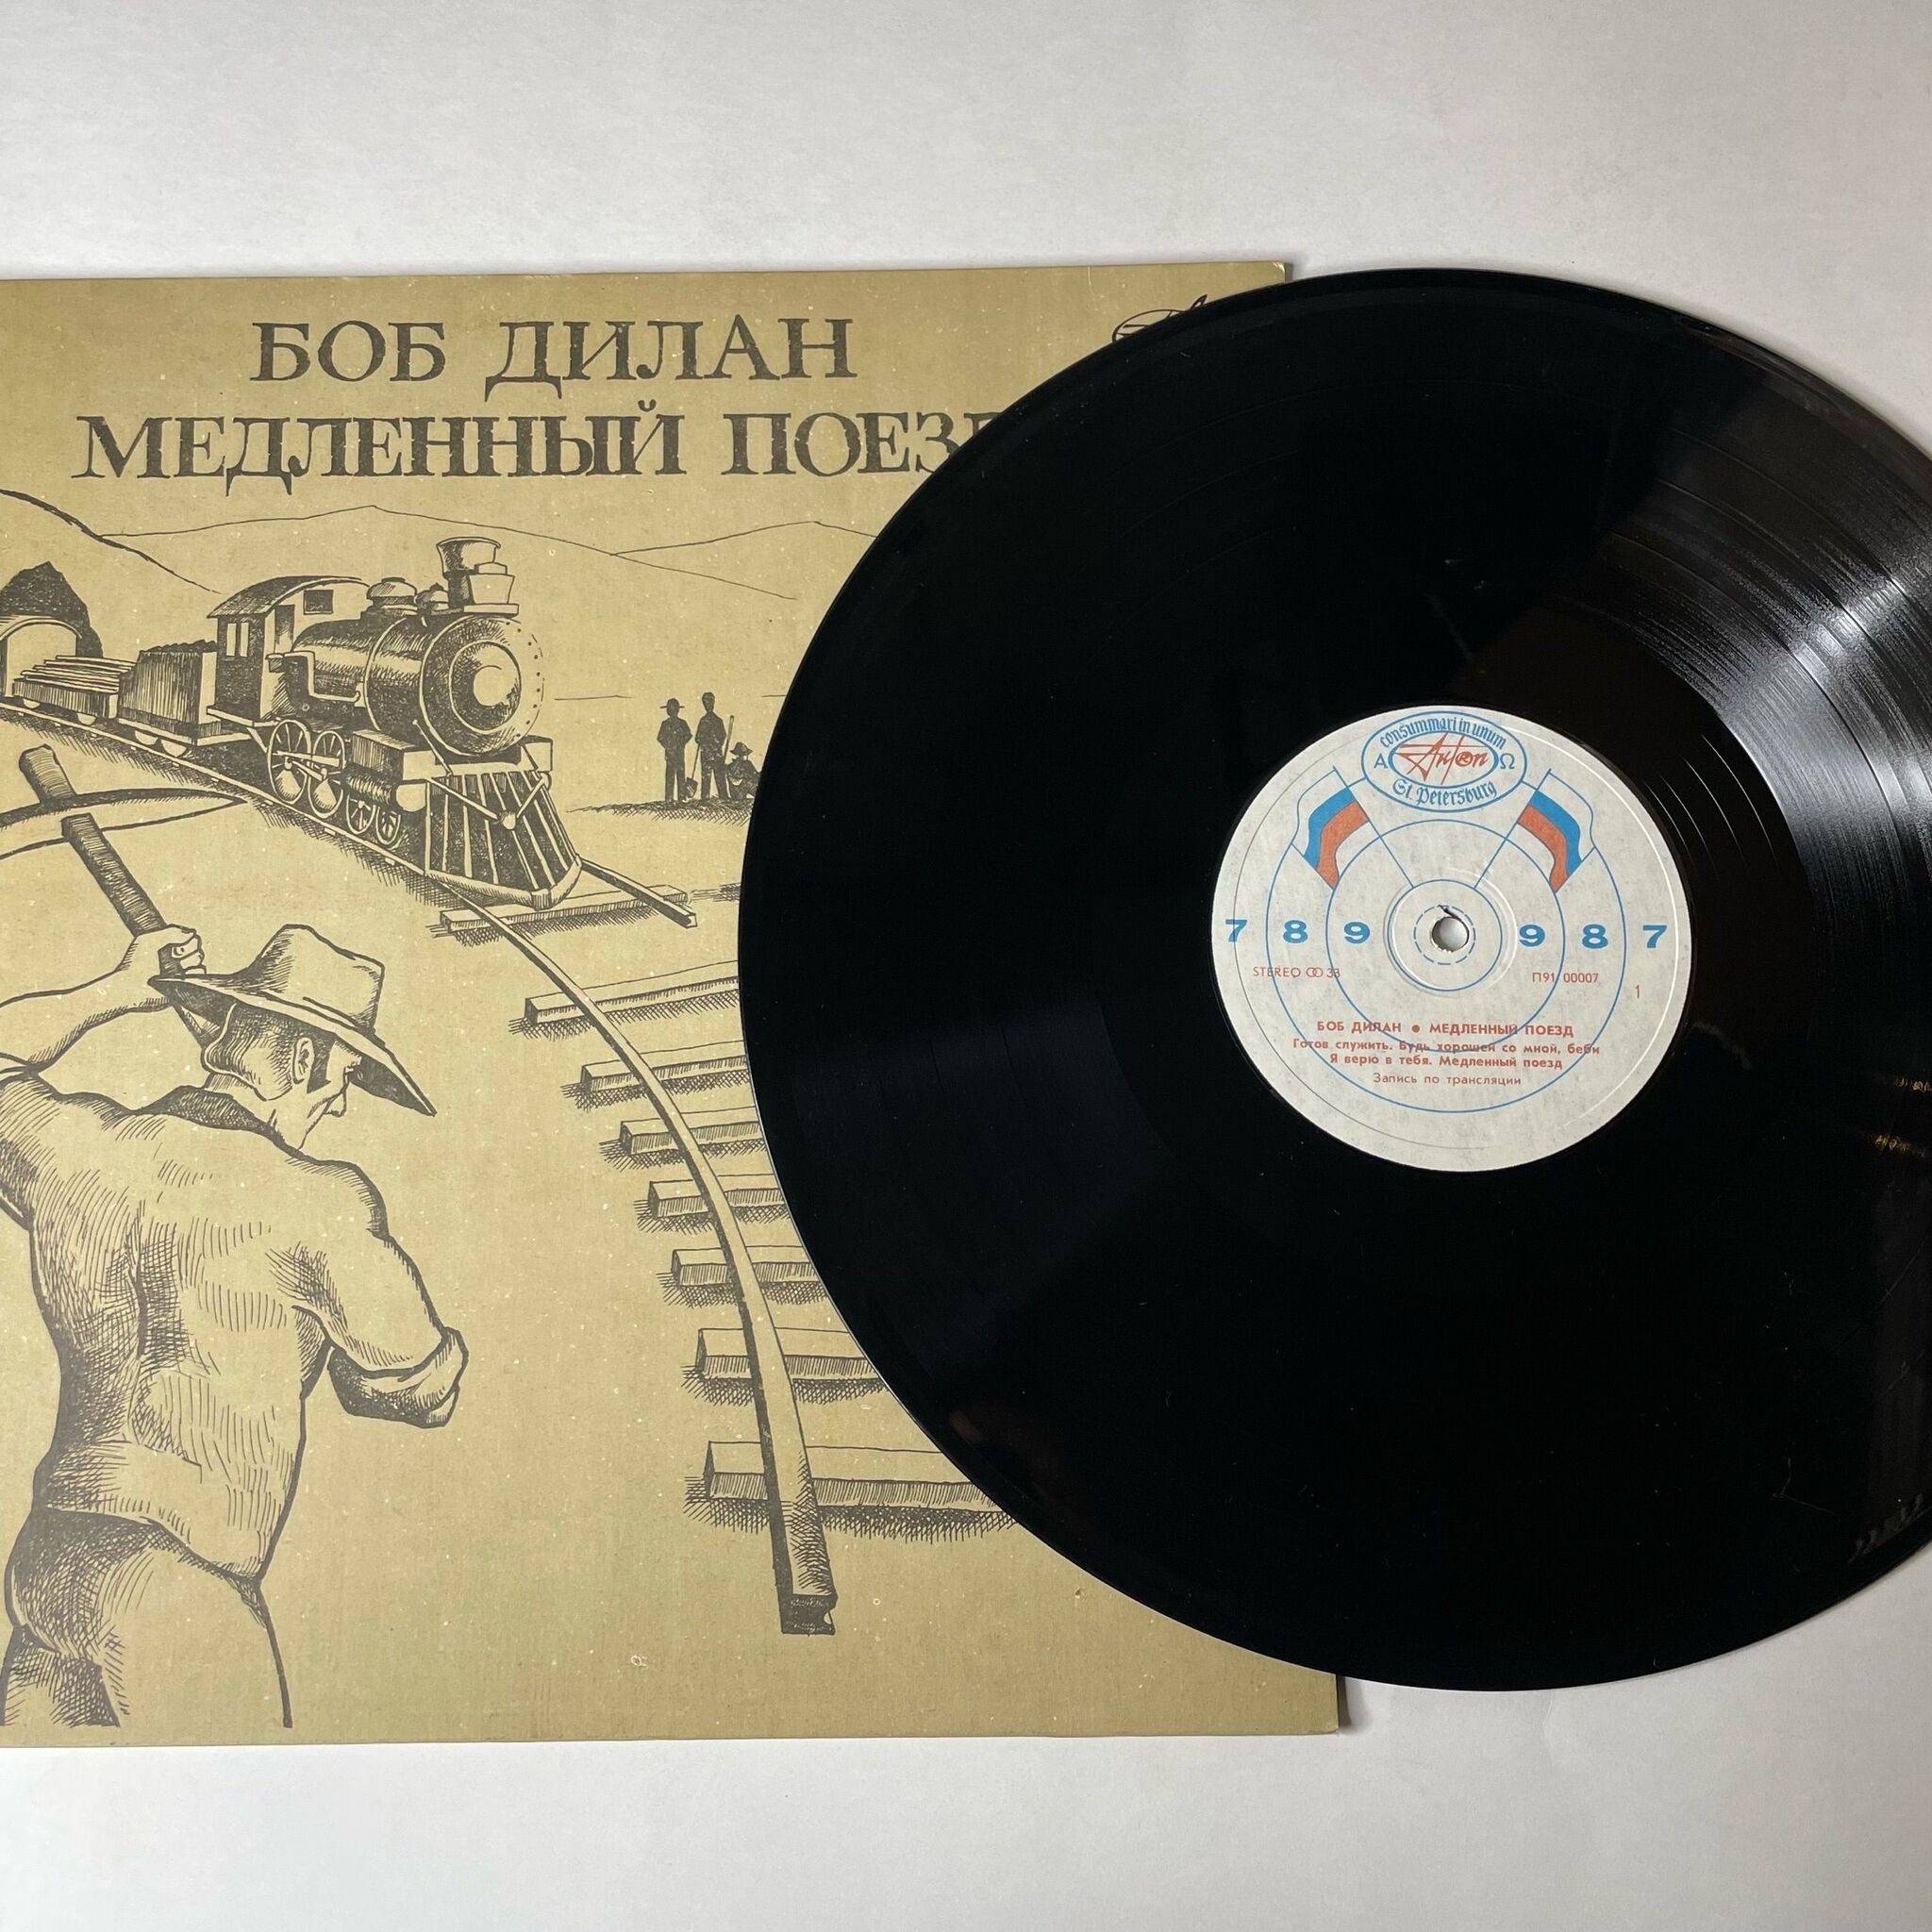 БОБ ДИЛАН
МЕДЛЕННЫЙ ПОЕЗД
consummari in unum
А Антроп Ω
St. Petersburg
7 8 9 9 8 7
STEREO 33
П91 00007
1
БОБ ДИЛАН ● МЕДЛЕННЫЙ ПОЕЗД
Готов служить. Будь хорошей со мной, беби
Я верю в тебя. Медленный поезд
Запись по трансляции